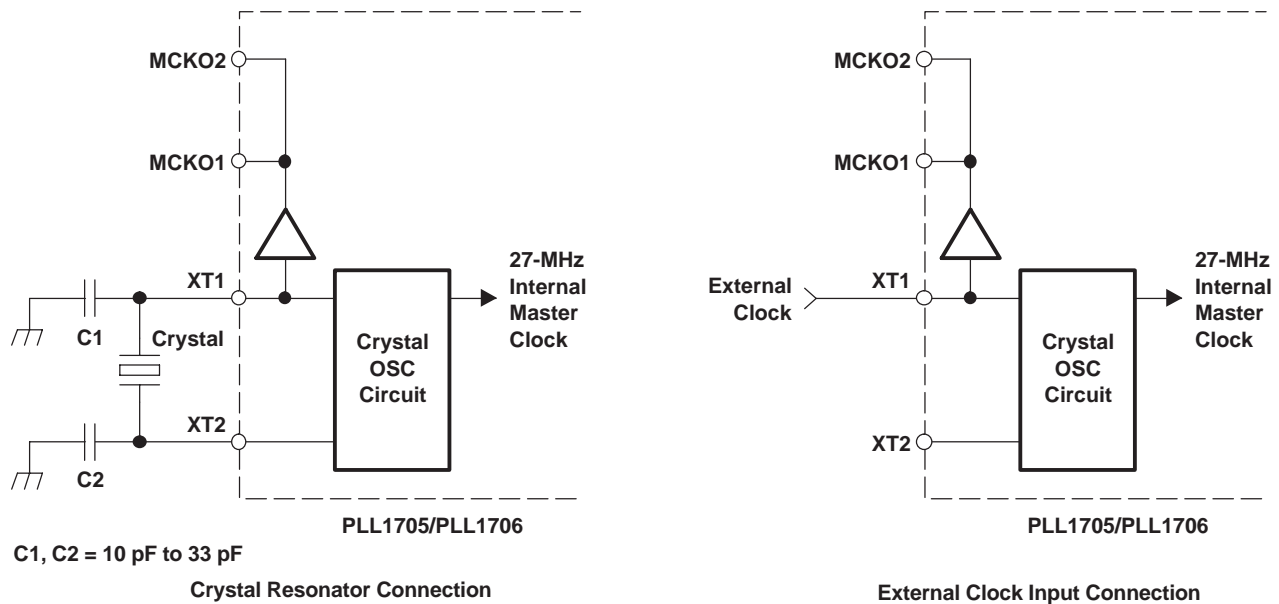 MCKO2
MCKO1
XT1
27-MHz
Internal
Master
Clock
C1
Crystal
Crystal
OSC
Circuit
XT2
C2
PLL1705/PLL1706
C1, C2 = 10 pF to 33 pF
Crystal Resonator Connection
MCKO2
MCKO1
External
Clock
XT1
27-MHz
Internal
Master
Clock
Crystal
OSC
Circuit
XT2
PLL1705/PLL1706
External Clock Input Connection